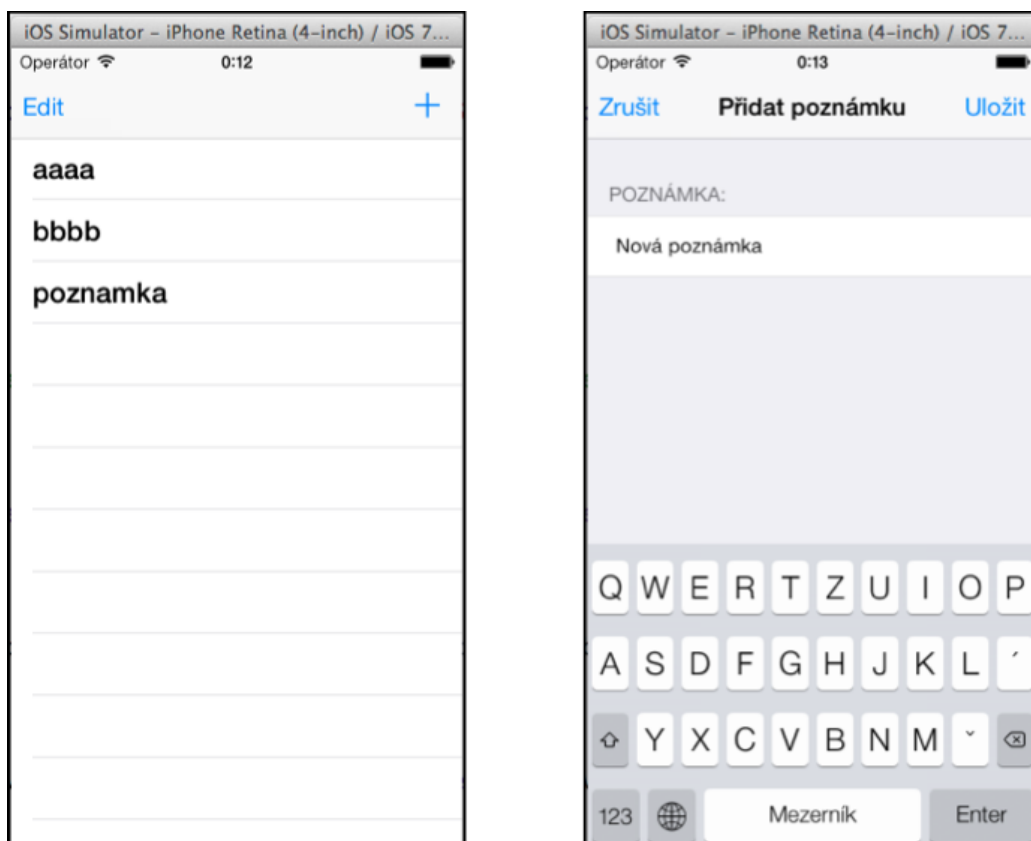 iOS Simulator – iPhone Retina (4-inch) / iOS 7...
Operátor 0:12
Edit +
aaaa
bbbb
poznamka
iOS Simulator – iPhone Retina (4-inch) / iOS 7...
Operátor 0:13
Zrušit Přidat poznámku Uložit
POZNÁMKA:
Nová poznámka
Q W E R T Z U I O P
A S D F G H J K L ´
Y X C V B N M ˇ
123 Mezerník Enter